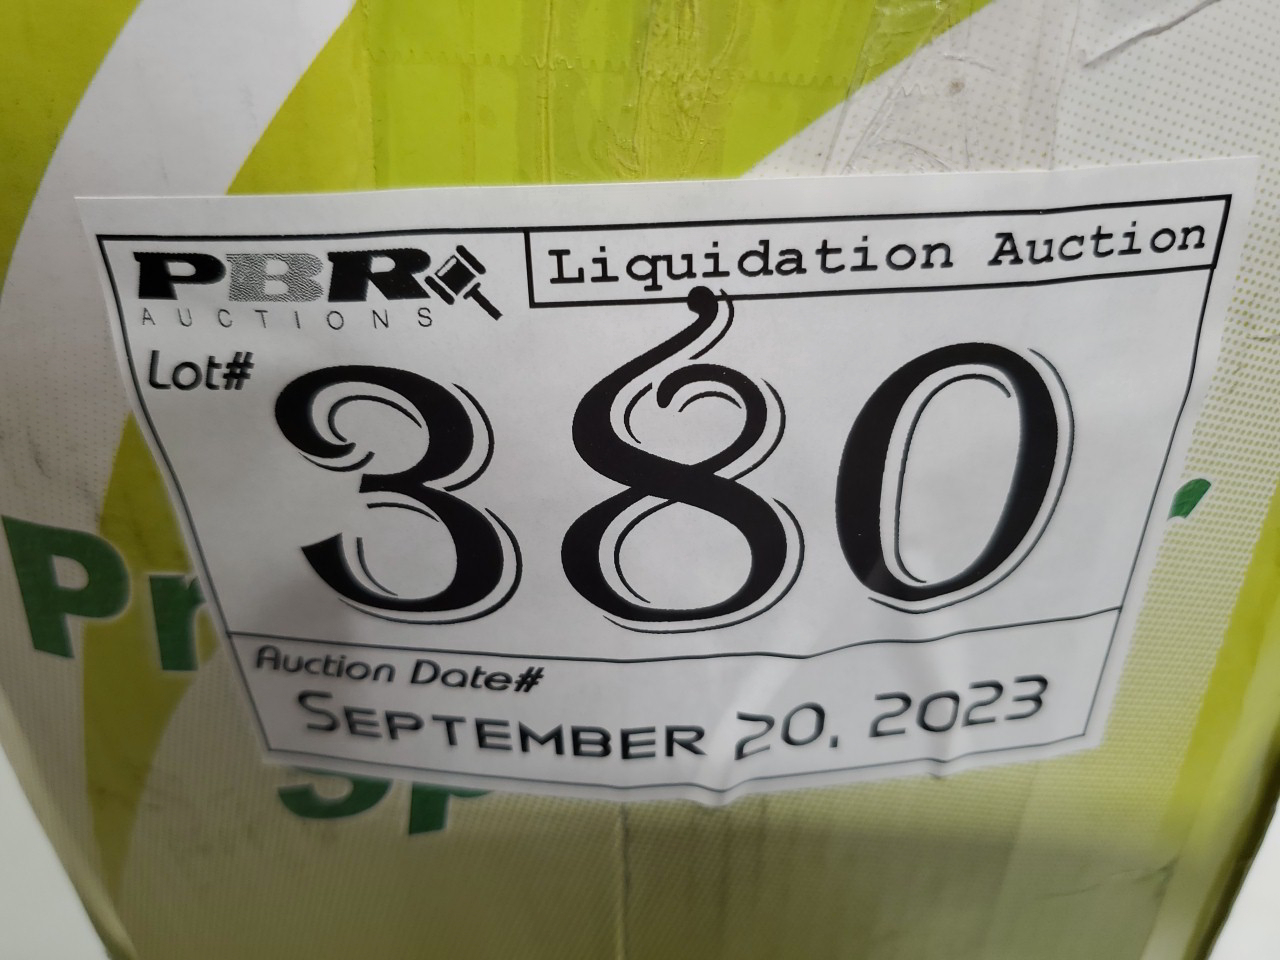 PBR
AUCTIONS
Liquidation Auction
Lot#
380
Auction Date#
SEPTEMBER 20, 2023